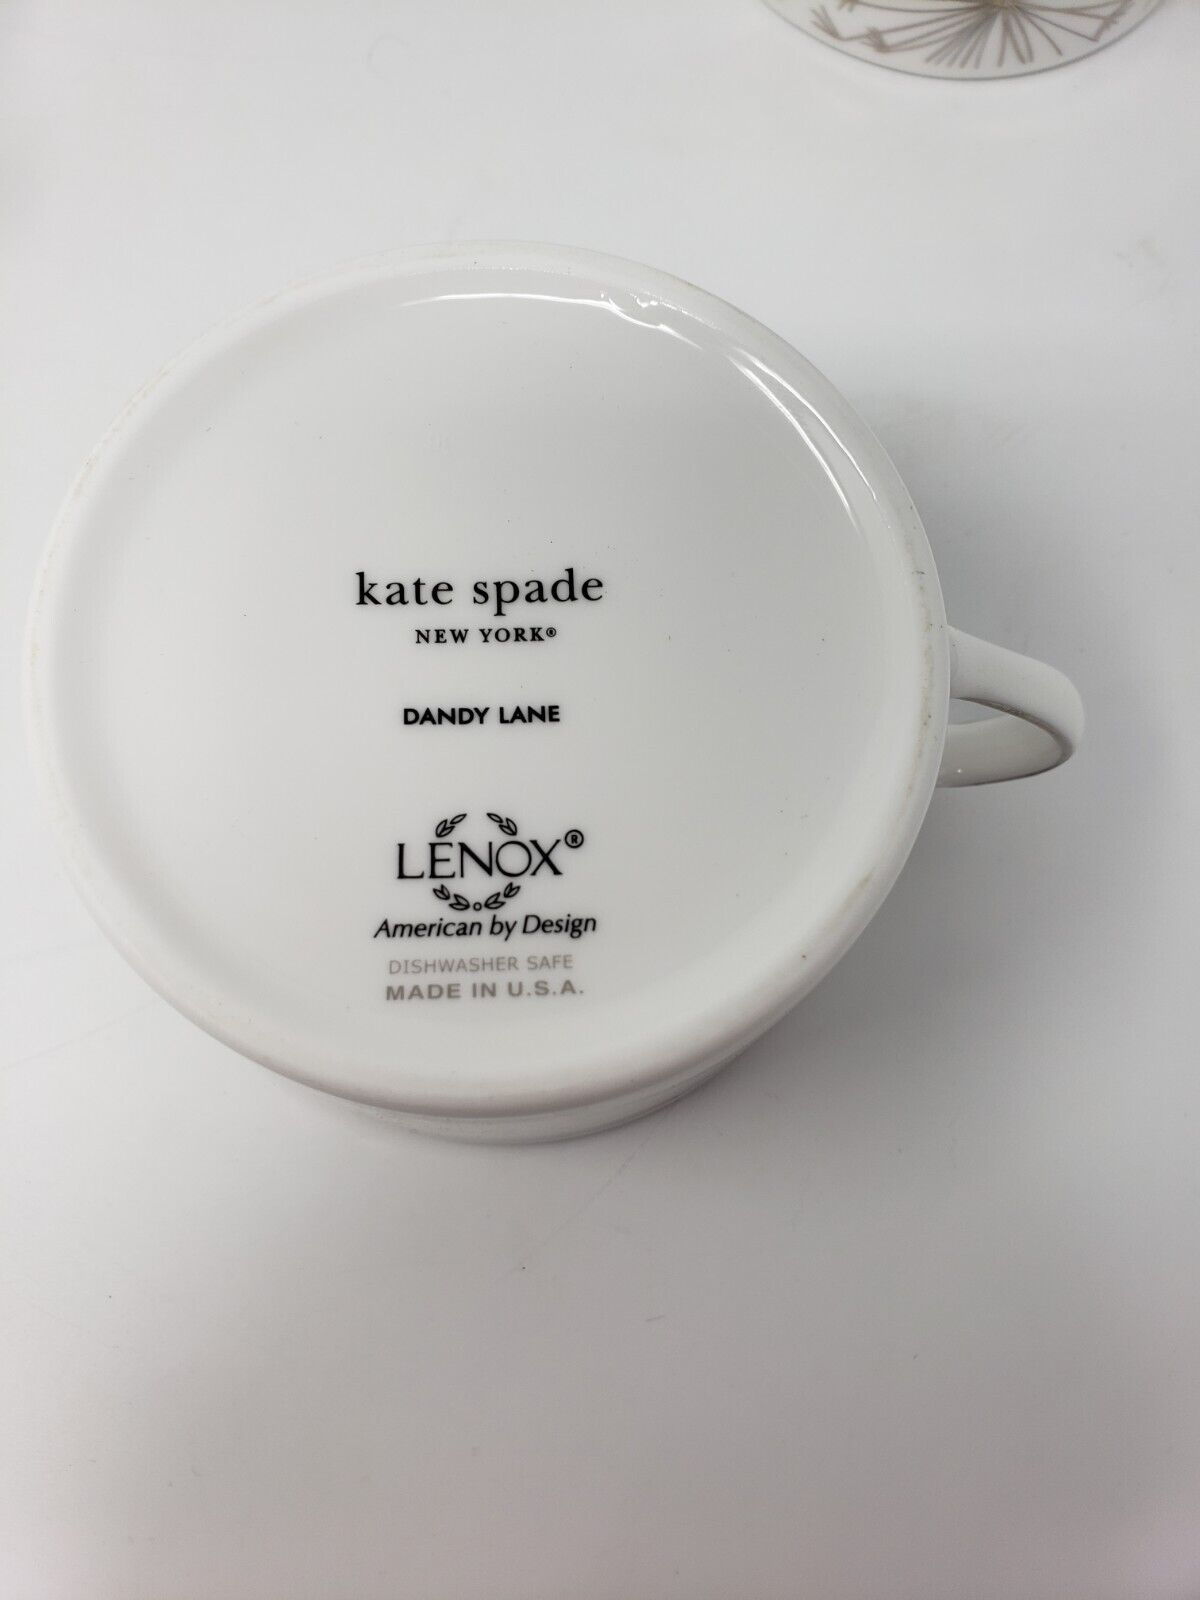 kate spade
NEW YORK®
DANDY LANE
LENOX®
American by Design
DISHWASHER SAFE
MADE IN U.S.A.